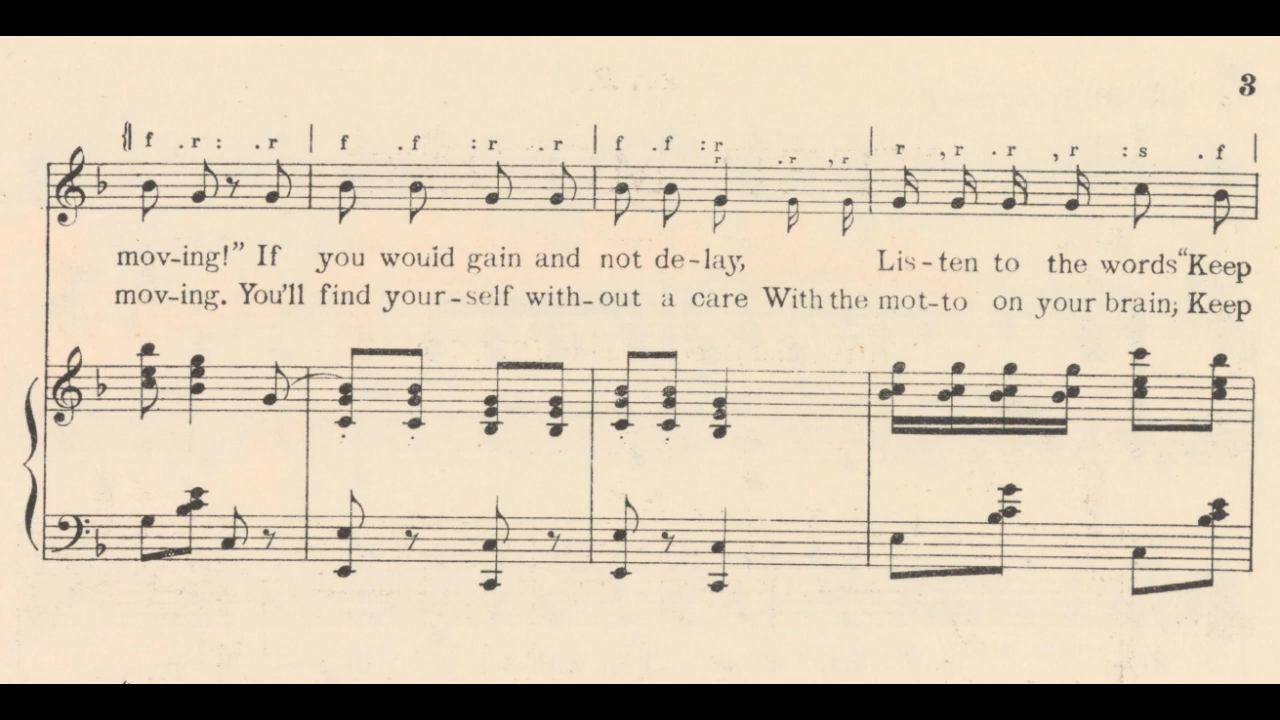 3
f .r : .r | f .f : r .r | f .f : r
r .r , r | r , r .r , r : s .f |
mov-ing!” If you would gain and not de-lay, Lis-ten to the words “Keep
mov-ing. You'll find your-self with-out a care With the mot-to on your brain; Keep